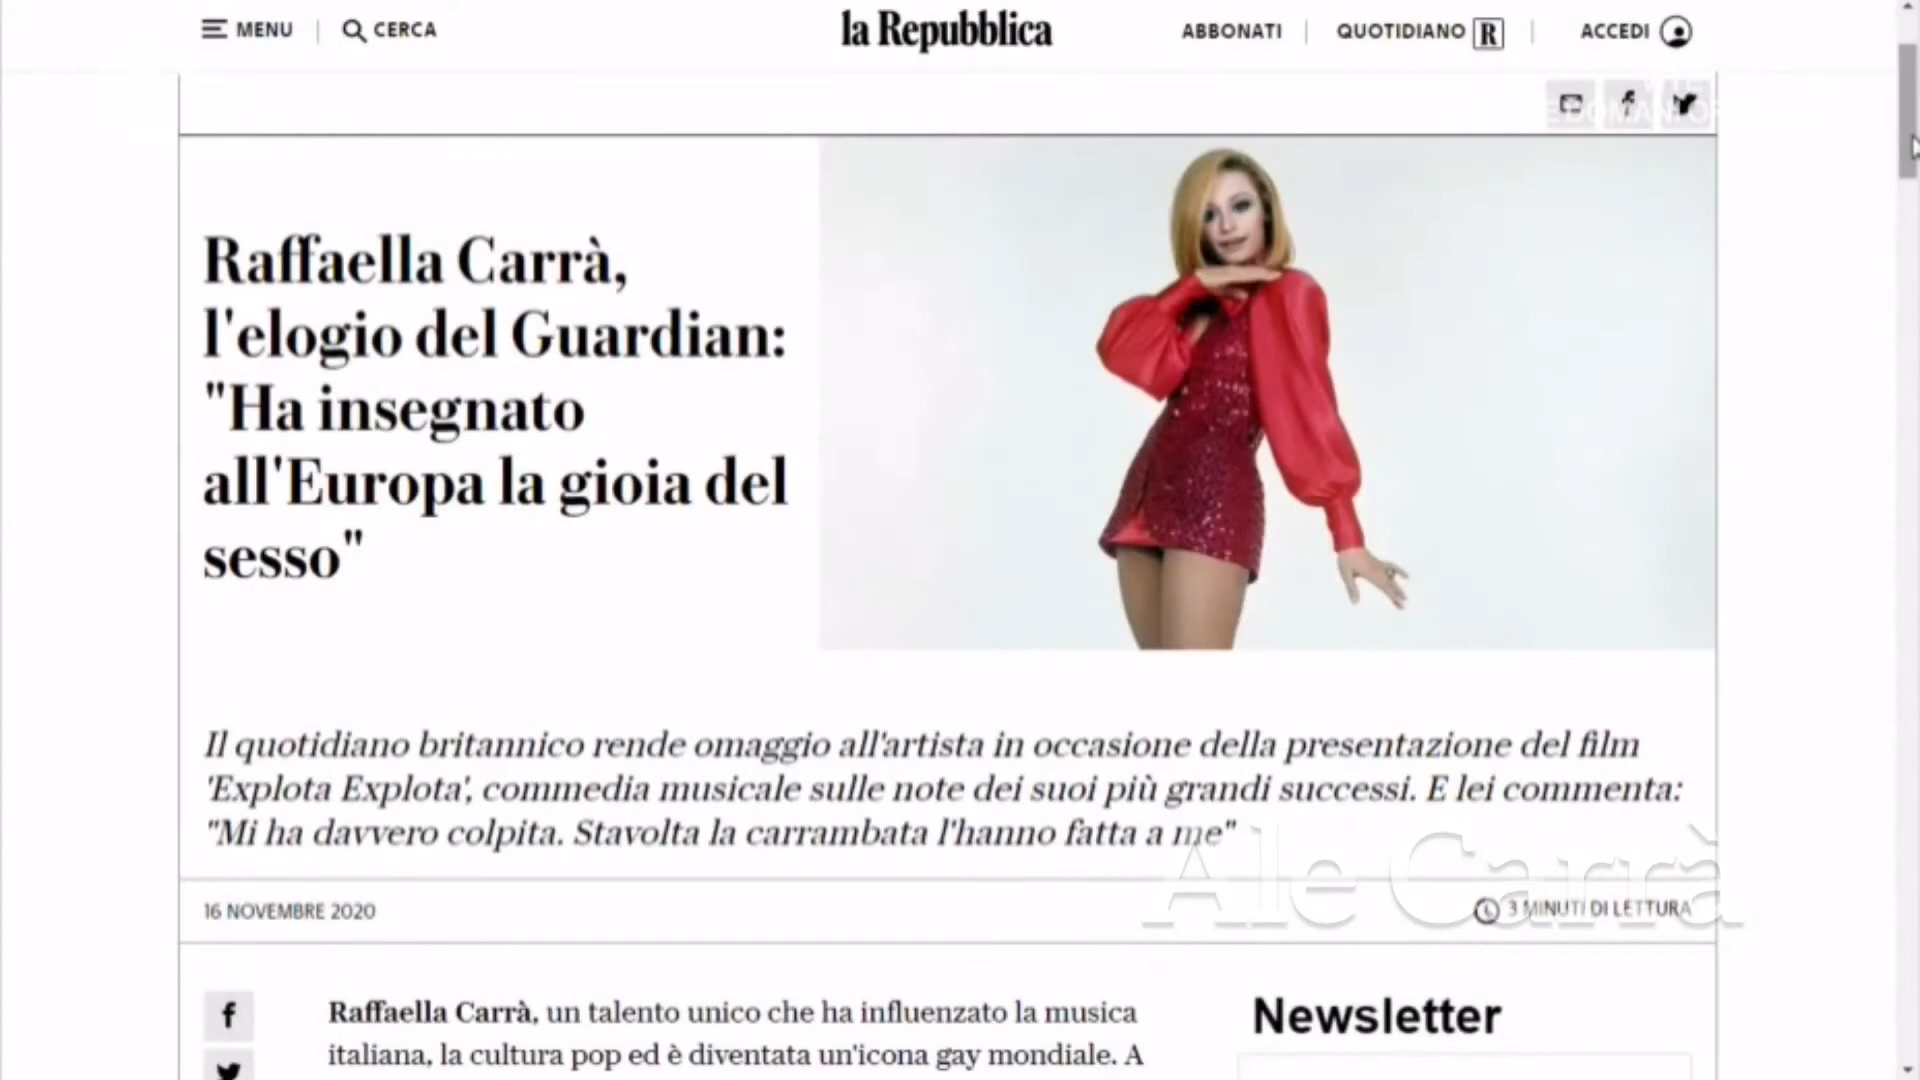 MENU
CERCA
la Repubblica
ABBONATI
QUOTIDIANO R
ACCEDI
Raffaella Carrà,
l'elogio del Guardian:
"Ha insegnato
all'Europa la gioia del
sesso"
Il quotidiano britannico rende omaggio all'artista in occasione della presentazione del film
'Explota Explota', commedia musicale sulle note dei suoi più grandi successi. E lei commenta:
"Mi ha davvero colpita. Stavolta la carrambata l'hanno fatta a me"
Ale Carrà
16 NOVEMBRE 2020
3 MINUTI DI LETTURA
Raffaella Carrà, un talento unico che ha influenzato la musica
italiana, la cultura pop ed è diventata un'icona gay mondiale. A
Newsletter